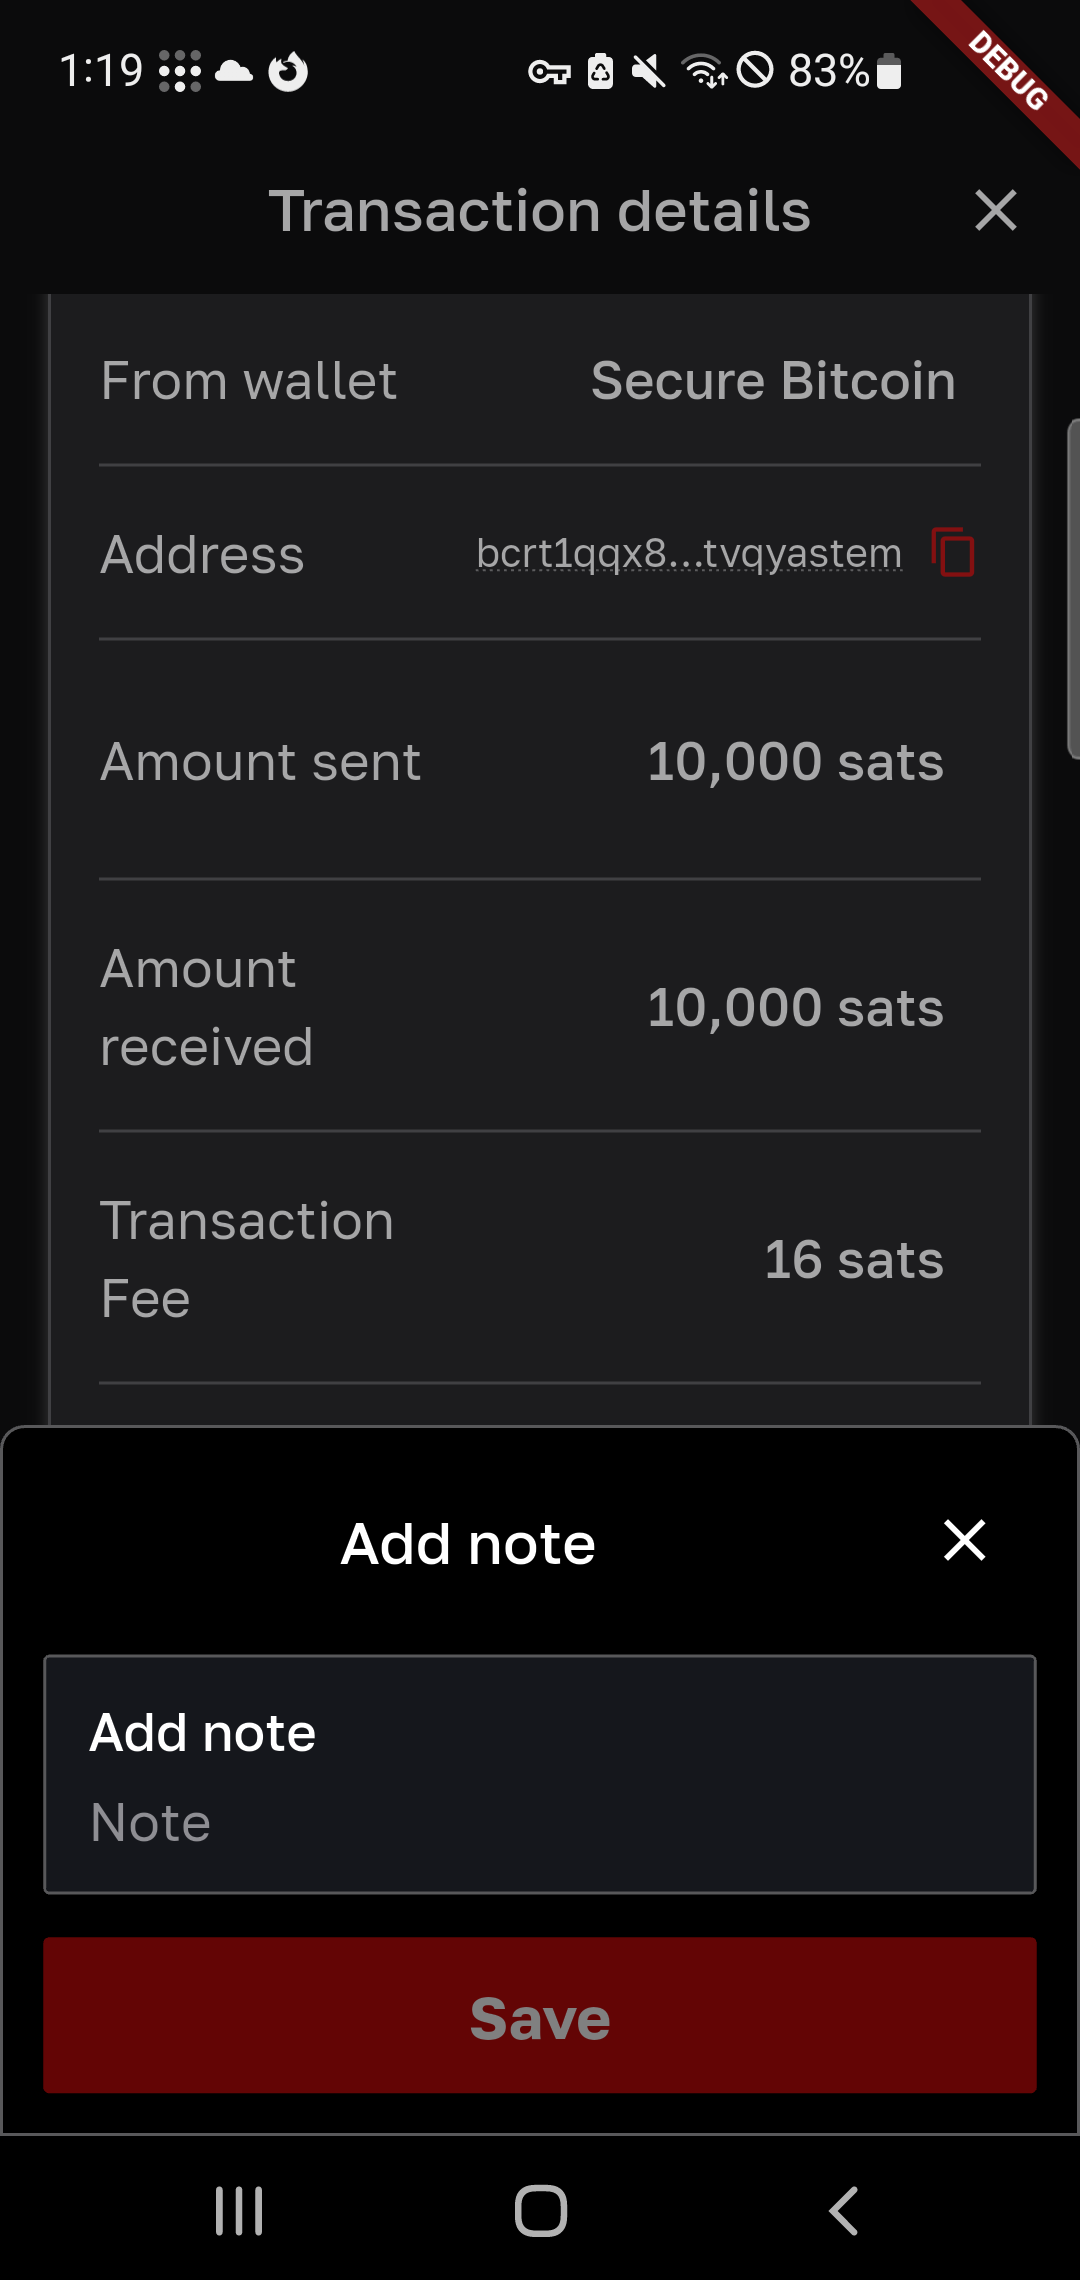 1:19
83%
DEBUG
Transaction details
From wallet
Secure Bitcoin
Address
bcrt1qqx8...tvqyastem
Amount sent
10,000 sats
Amount
received
10,000 sats
Transaction
Fee
16 sats
Add note
Add note
Note
Save